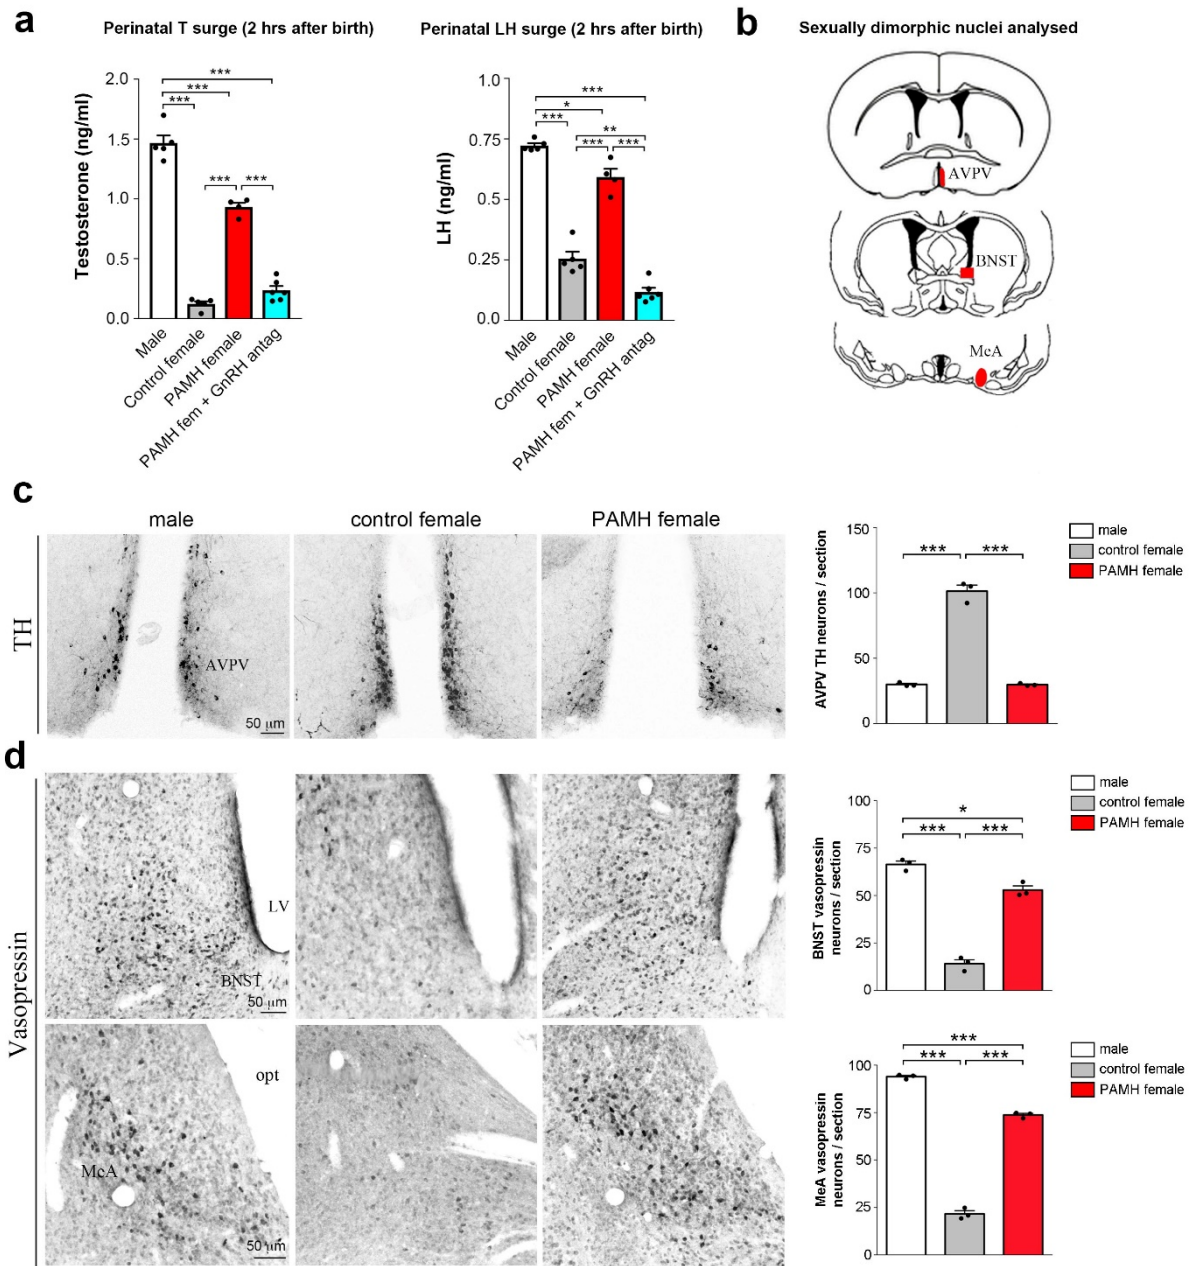 a
Perinatal T surge (2 hrs after birth)
Testosterone (ng/ml)
2.0
1.5
1.0
0.5
0.0
***
***
***
***
***
Male
Control female
PAMH female
PAMH fem + GnRH antag
Perinatal LH surge (2 hrs after birth)
LH (ng/ml)
1.0
0.75
0.5
0.25
0.0
***
*
***
**
***
***
Male
Control female
PAMH female
PAMH fem + GnRH antag
b
Sexually dimorphic nuclei analysed
AVPV
BNST
MeA
c
male
control female
PAMH female
TH
AVPV
50 µm
AVPV TH neurons / section
150
100
50
0
***
***
male
control female
PAMH female
d
Vasopressin
LV
BNST
50 µm
BNST vasopressin
neurons / section
100
75
50
25
0
*
***
***
male
control female
PAMH female
opt
MeA
50 µm
MeA vasopressin
neurons / section
100
75
50
25
0
***
***
***
male
control female
PAMH female